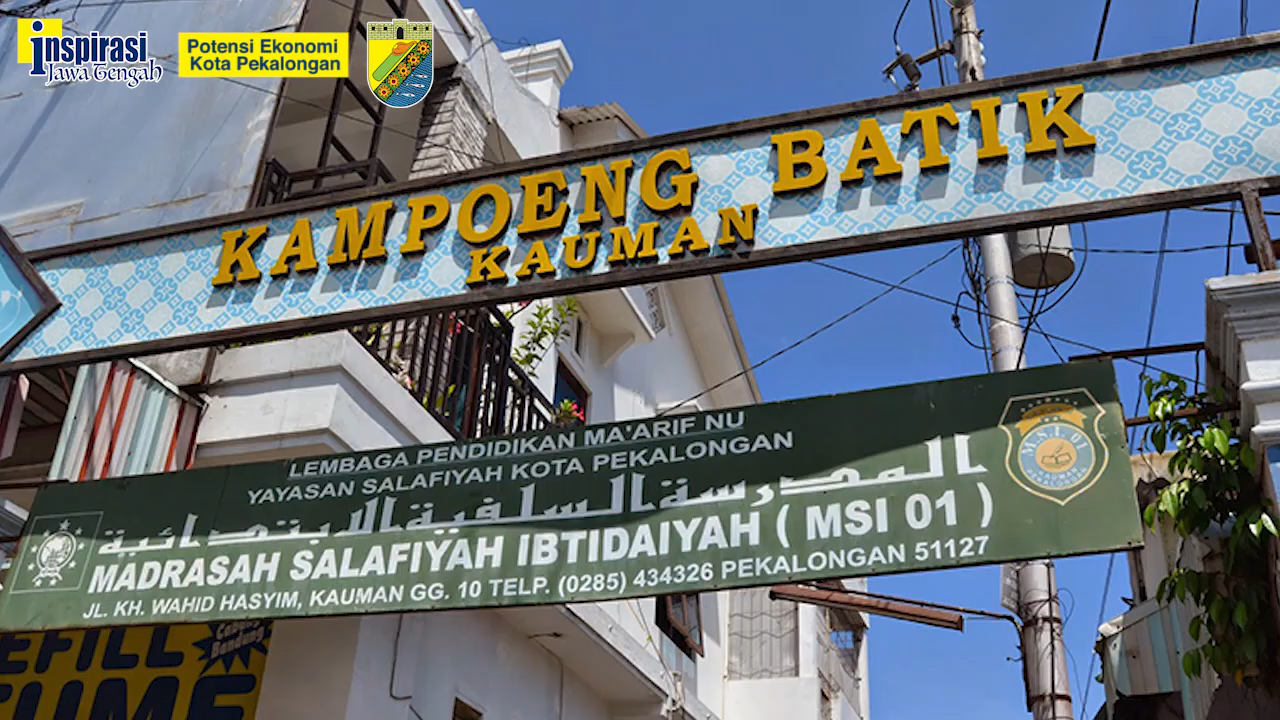 inspirasi
Jawa Tengah
Potensi Ekonomi
Kota Pekalongan
KAMPOENG BATIK
KAUMAN
LEMBAGA PENDIDIKAN MA'ARIF NU
YAYASAN SALAFIYAH KOTA PEKALONGAN
المدرسة السلفية الابتدائية
MADRASAH SALAFIYAH IBTIDAIYAH ( MSI 01 )
JL. KH. WAHID HASYIM, KAUMAN GG. 10 TELP. (0285) 434326 PEKALONGAN 51127
M.S.I. 01
KAUMAN
PEKALONGAN
EFILL